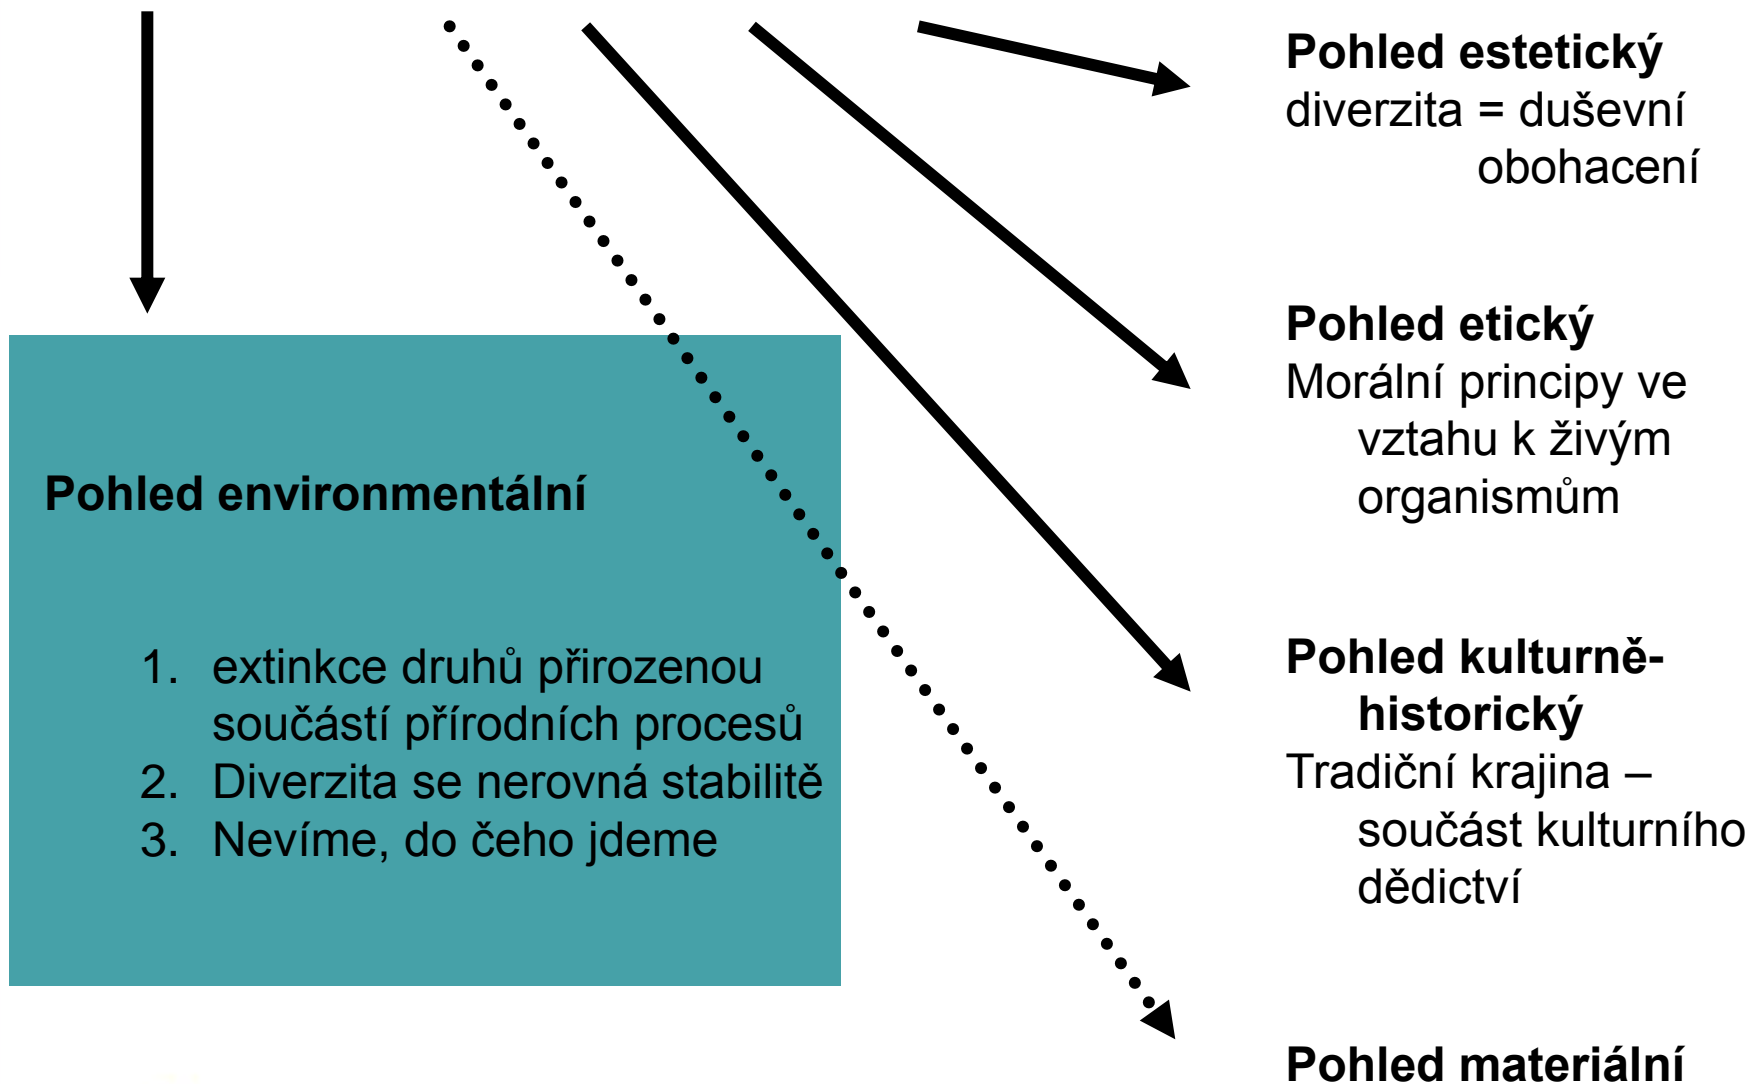 Pohled estetický
diverzita = duševní
obohacení
Pohled etický
Morální principy ve
vztahu k živým
organismům
Pohled environmentální
1. extinkce druhů přirozenou
součástí přírodních procesů
2. Diverzita se nerovná stabilitě
3. Nevíme, do čeho jdeme
Pohled kulturně-
historický
Tradiční krajina –
součást kulturního
dědictví
Pohled materiální